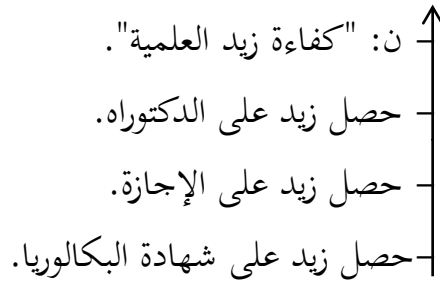 ن: "كفاءة زيد العلمية".
حصل زيد على الدكتوراه.
حصل زيد على الإجازة.
حصل زيد على شهادة البكالوريا.